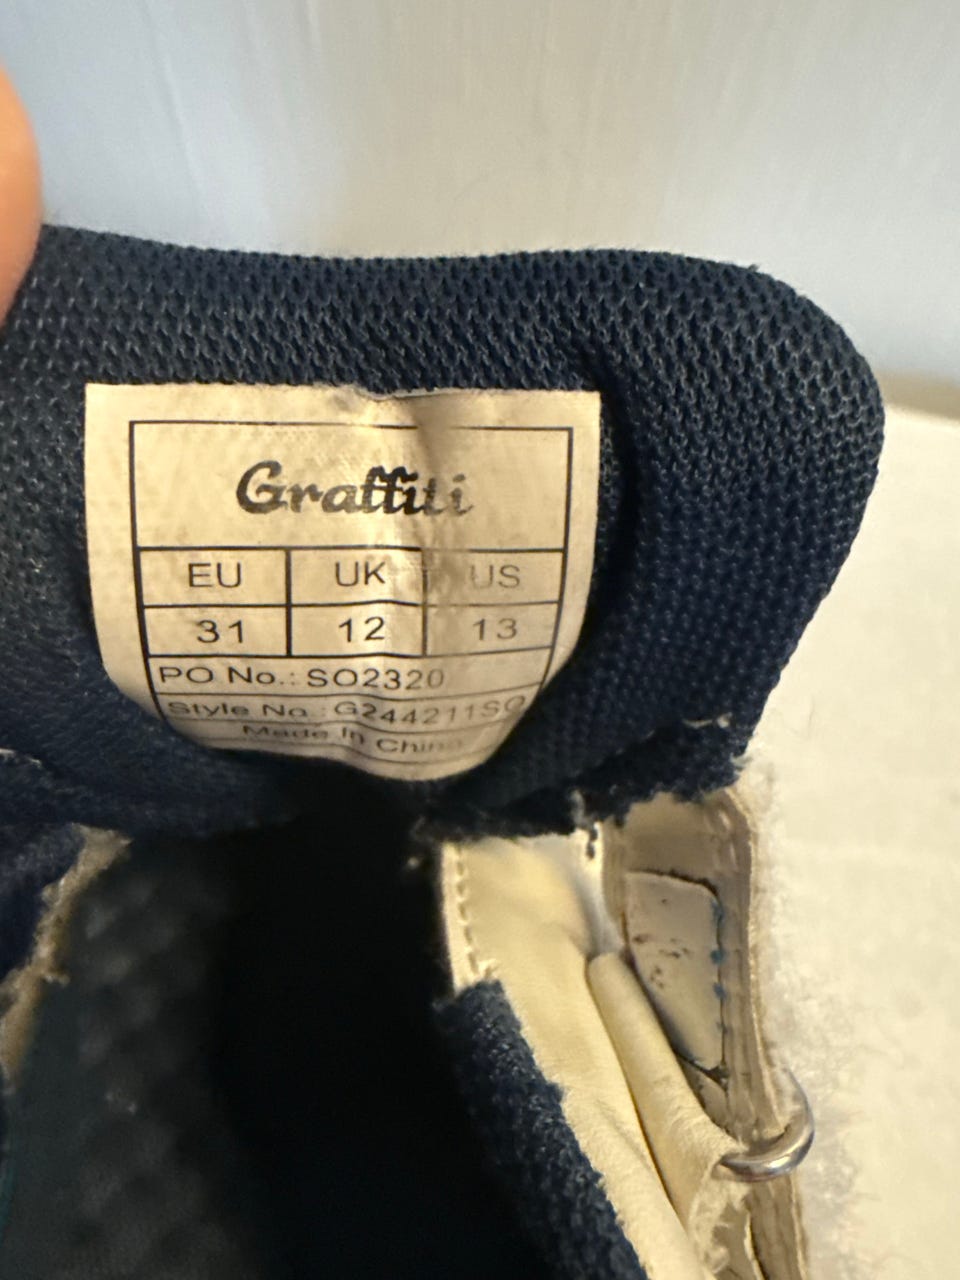 Graffiti
EU UK US
31 12 13
PO No.: SO2320
Style No.: G244211SO
Made In China